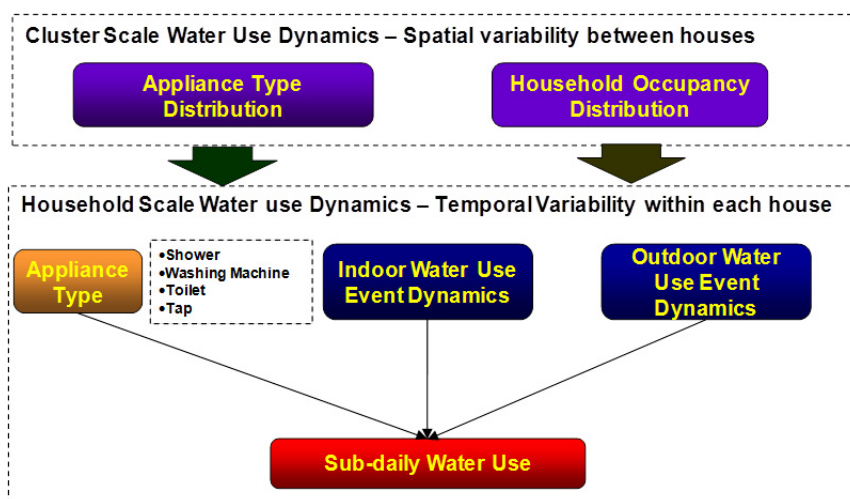 Cluster Scale Water Use Dynamics – Spatial variability between houses
Appliance Type
Distribution
Household Occupancy
Distribution
Household Scale Water use Dynamics – Temporal Variability within each house
Appliance
Type
•Shower
•Washing Machine
•Toilet
•Tap
Indoor Water Use
Event Dynamics
Outdoor Water
Use Event
Dynamics
Sub-daily Water Use